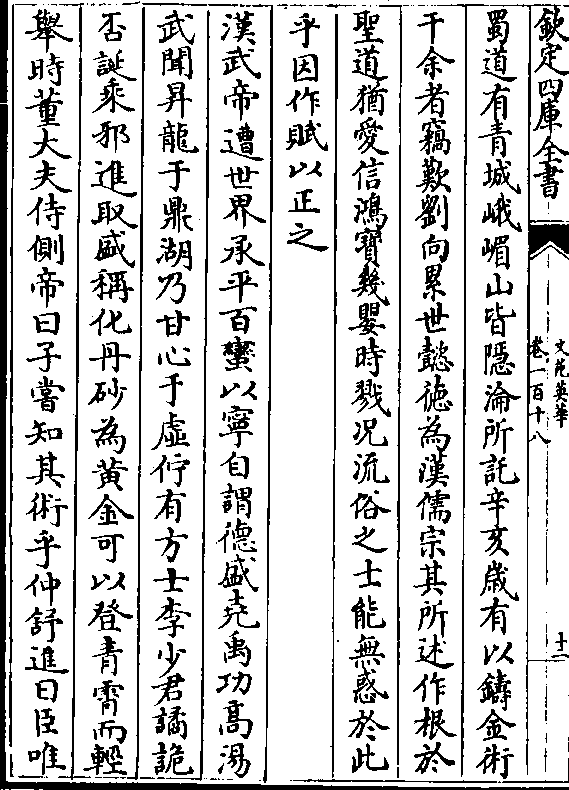 欽定四庫全書
文苑英華
卷一百十八
十二
蜀道有青城峨嵋山皆隱淪所託辛亥嵗有以鑄金術
干余者竊歎劉向累世懿徳為漢儒宗其所述作根於
聖道猶愛信鴻寶幾嬰時戮况流俗之士能無惑於此
乎因作賦以正之
漢武帝遭世界承平百蠻以寧自謂德盛堯禹功高湯
武聞昇龍于鼎湖乃甘心于虛佇有方士李少君譎詭
否誕乘邪進取盛稱化丹砂為黄金可以登青霄而輕
舉時董大夫侍側帝曰子嘗知其術乎仲舒進曰臣唯